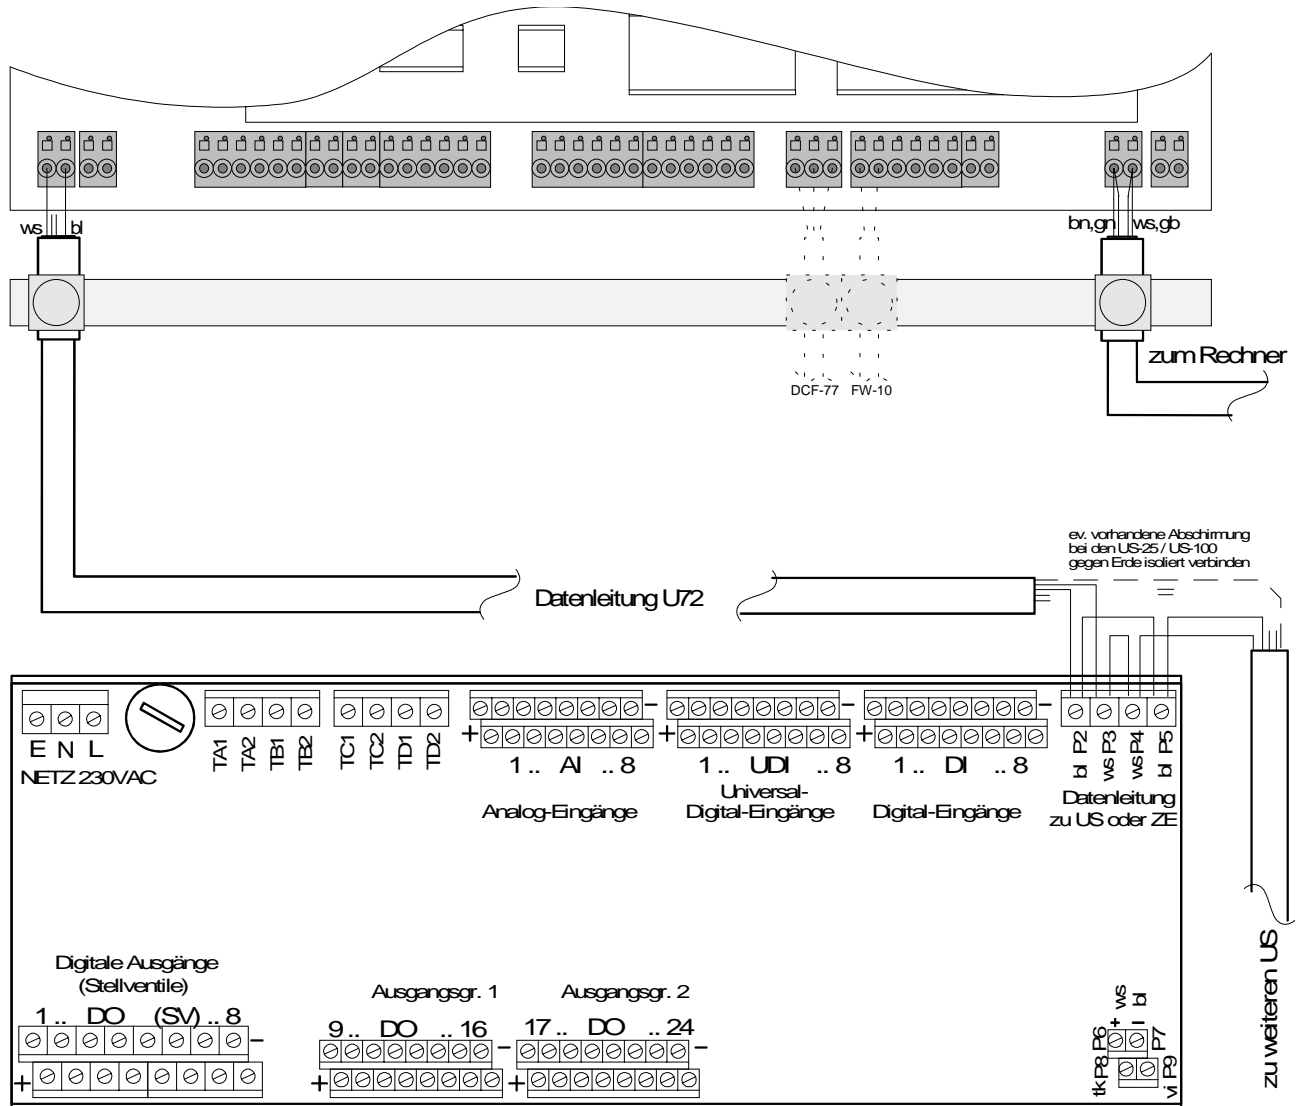 ws
bl
bn,gn
ws,gb
zum Rechner
DCF-77
FW-10
ev. vorhandene Abschirmung
bei den US-25 / US-100
gegen Erde isoliert verbinden
Datenleitung U72
E N L
NETZ 230VAC
TA1
TA2
TB1
TB2
TC1
TC2
TD1
TD2
+
-
1 .. AI .. 8
Analog-Eingänge
+
-
1 .. UDI .. 8
Universal-
Digital-Eingänge
+
-
1 .. DI .. 8
Digital-Eingänge
bl P2
ws P3
ws P4
bl P5
Datenleitung
zu US oder ZE
zu weiteren US
Digitale Ausgänge
(Stellventile)
1 .. DO (SV) .. 8
-
+
Ausgangsgr. 1
9 .. DO .. 16
-
+
Ausgangsgr. 2
17 .. DO .. 24
-
+
+ ws
- bl
P6
P7
tk P8
vi P9